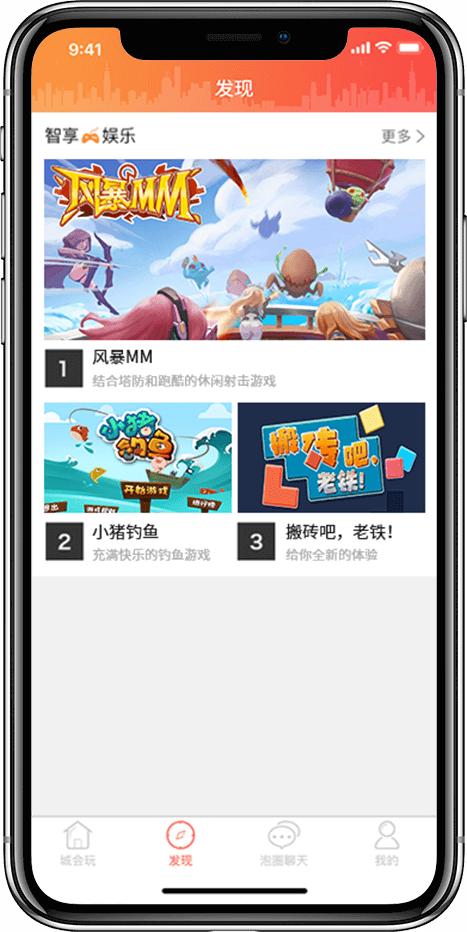 9:41
发现
智享娱乐
更多
风暴MM
1
风暴MM
结合塔防和跑酷的休闲射击游戏
小猪
钓鱼
开始游戏
搬砖吧,
老铁!
2
小猪钓鱼
充满快乐的钓鱼游戏
3
搬砖吧，老铁！
给你全新的体验
城会玩
发现
泡圈聊天
我的